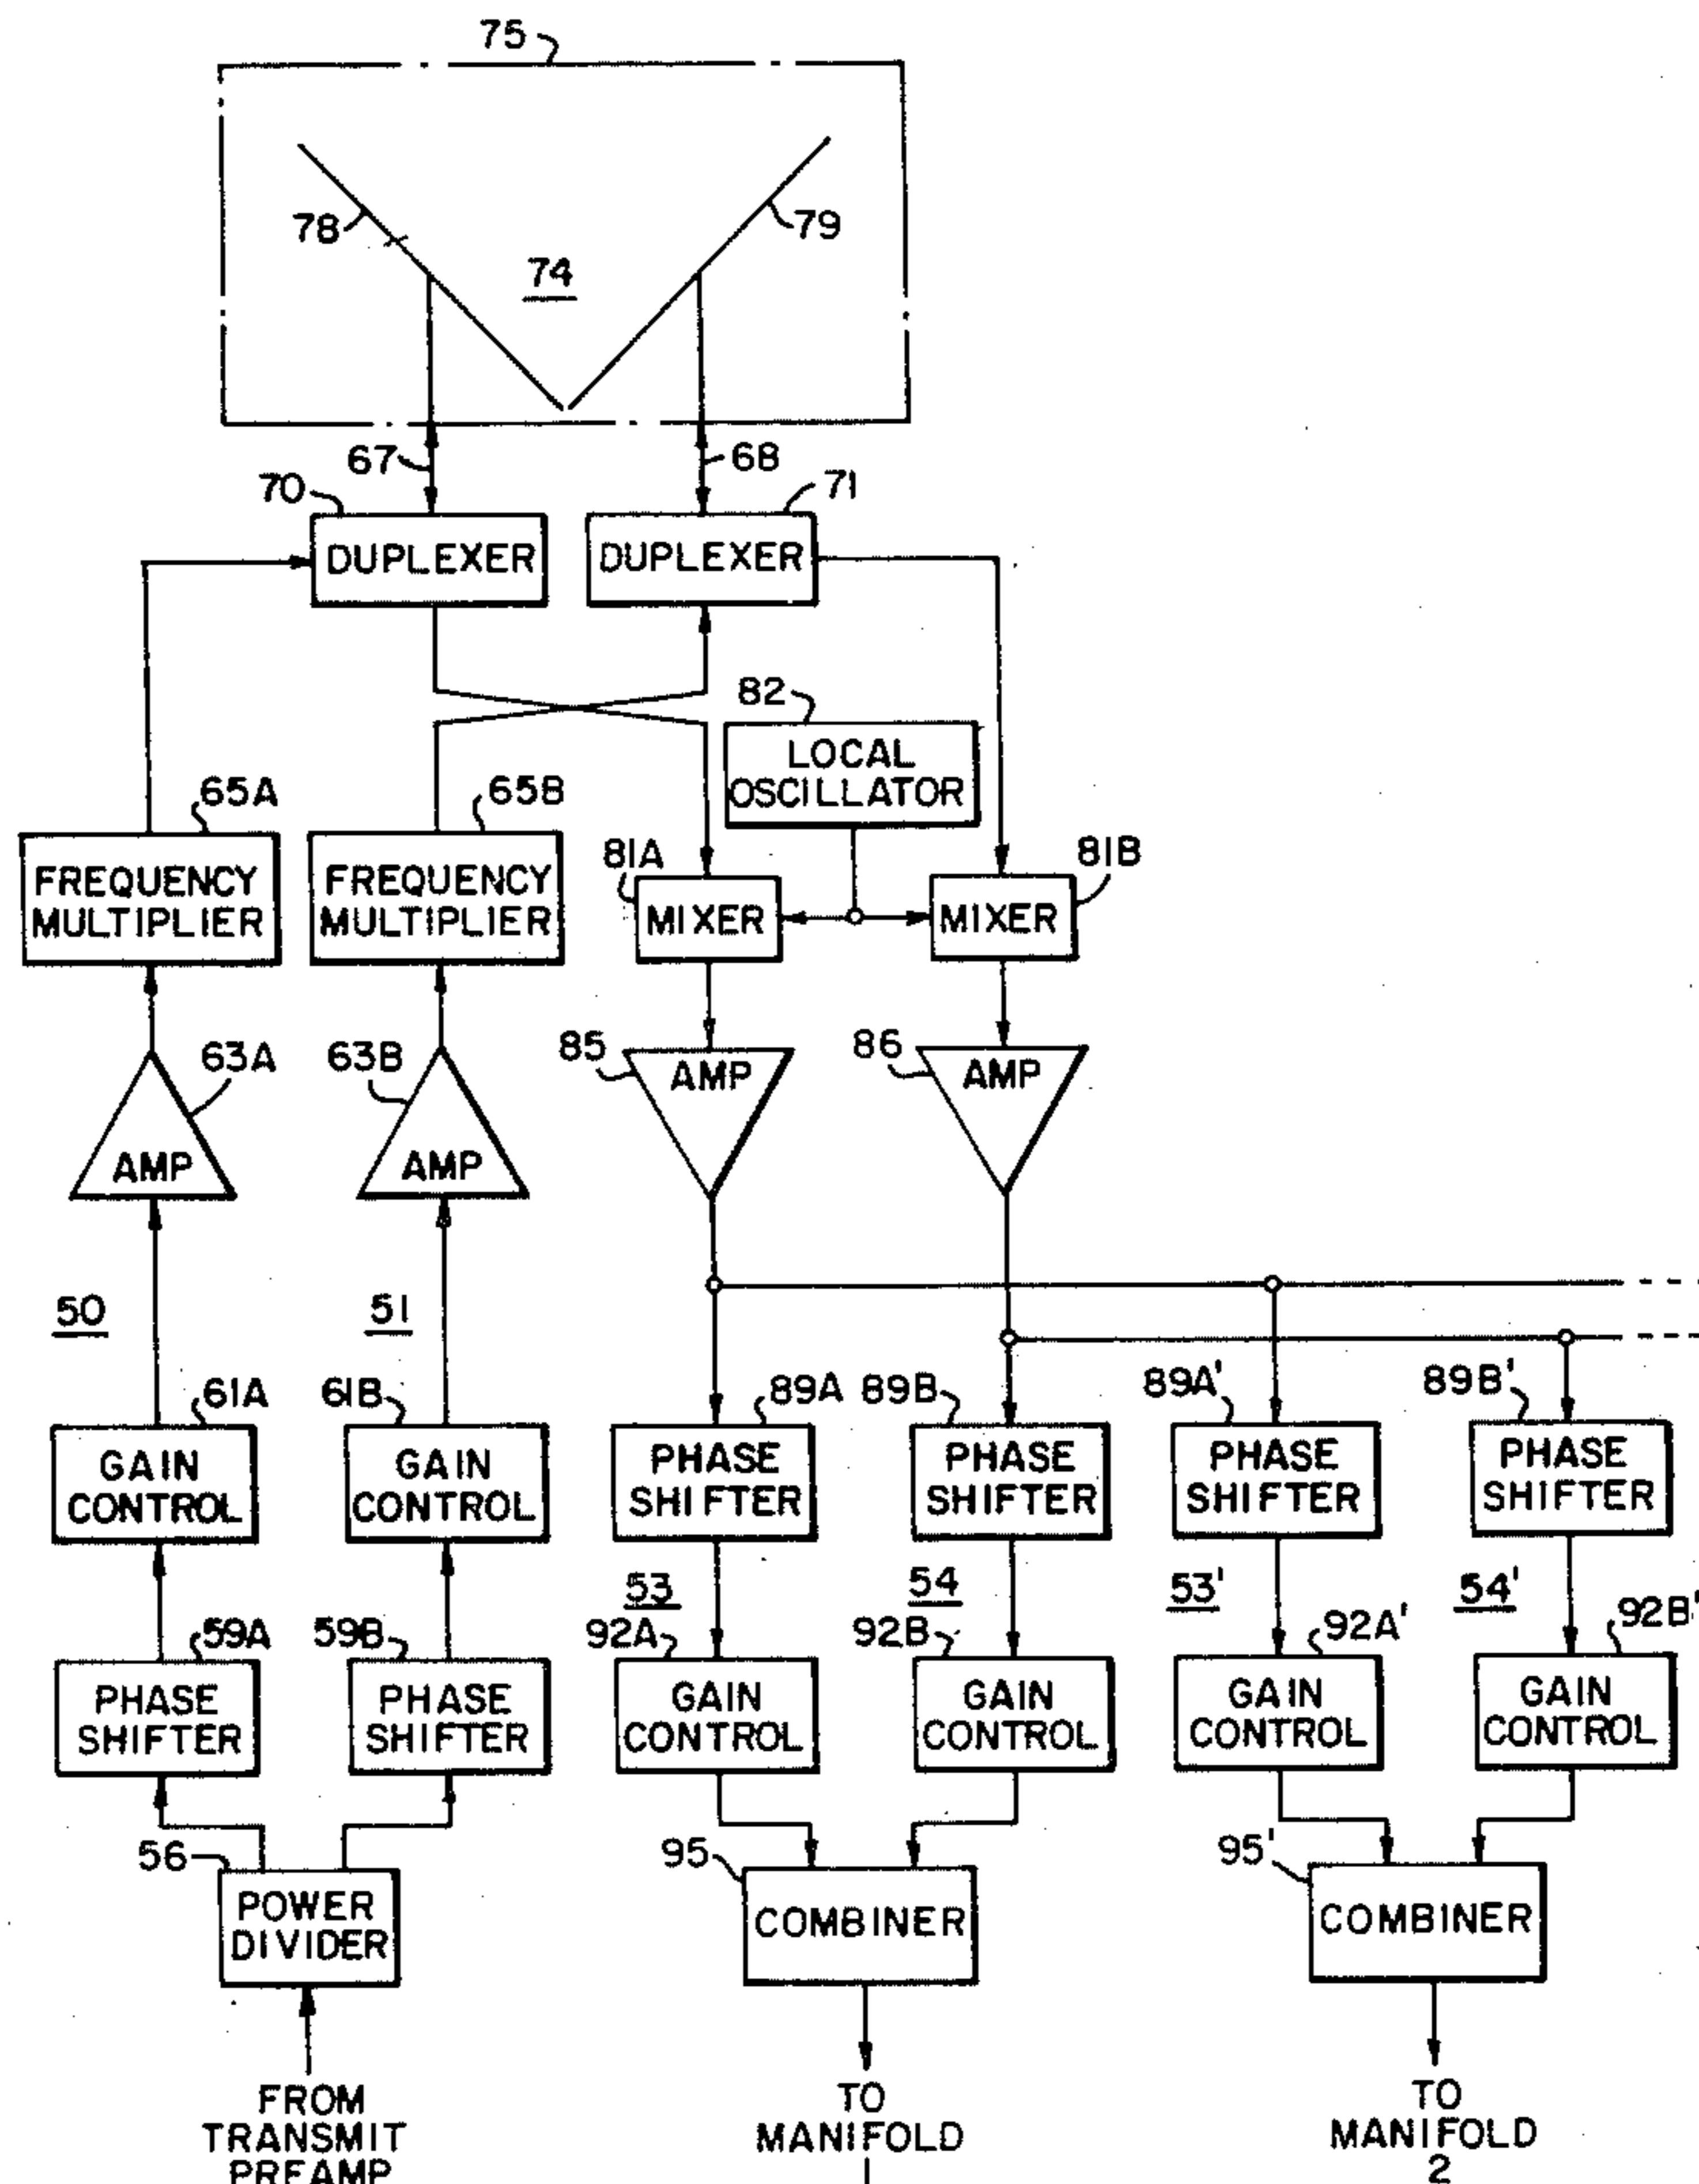 75
78
79
74
67
68
70
71
DUPLEXER
DUPLEXER
82
LOCAL
OSCILLATOR
65A
65B
81A
81B
FREQUENCY
MULTIPLIER
FREQUENCY
MULTIPLIER
MIXER
MIXER
63A
63B
85
86
AMP
AMP
AMP
AMP
50
51
61A
61B
89A
89B
89A'
89B'
GAIN
CONTROL
GAIN
CONTROL
PHASE
SHIFTER
PHASE
SHIFTER
PHASE
SHIFTER
PHASE
SHIFTER
53
54
53'
54'
59A
59B
92A
92B
92A'
92B'
PHASE
SHIFTER
PHASE
SHIFTER
GAIN
CONTROL
GAIN
CONTROL
GAIN
CONTROL
GAIN
CONTROL
56
95
95'
POWER
DIVIDER
COMBINER
COMBINER
FROM
TRANSMIT
PREAMP
TO
MANIFOLD
1
TO
MANIFOLD
2